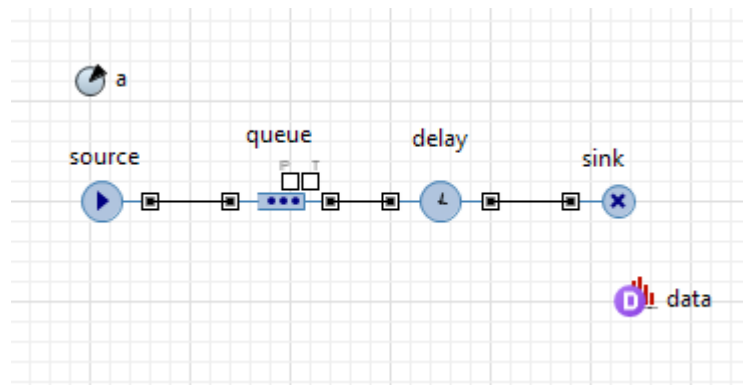 a
queue
delay
source
sink
P T
D
data